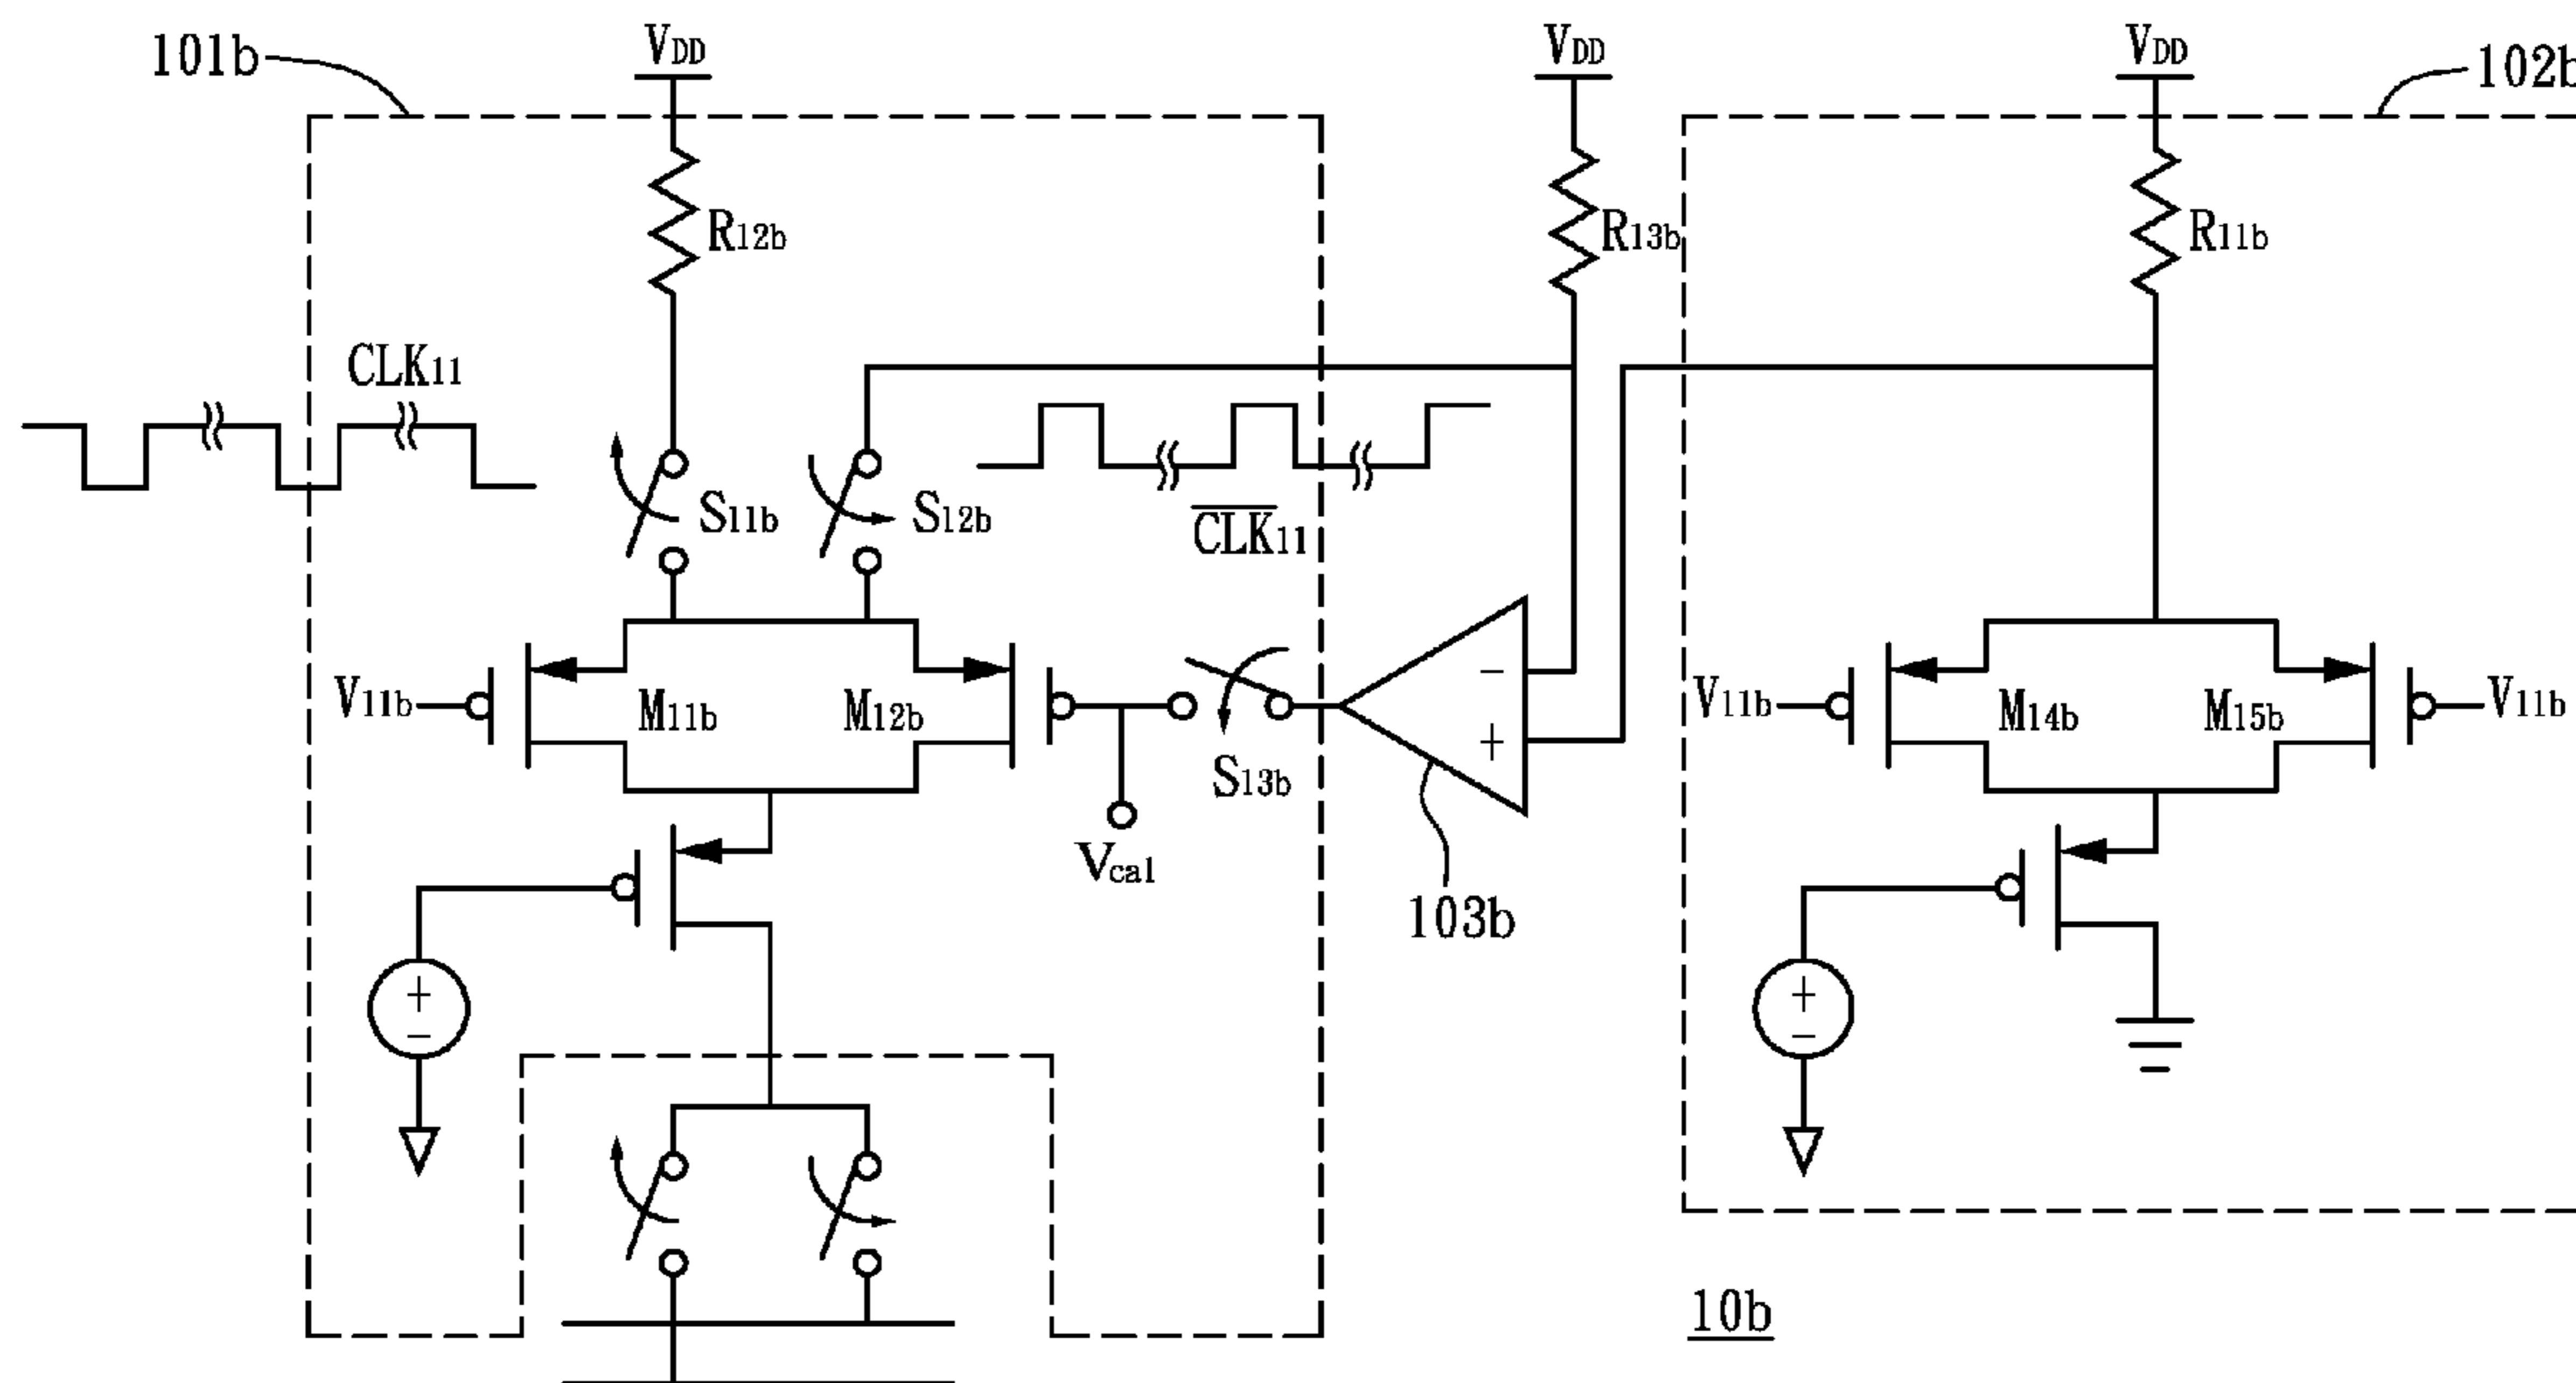 101b
VDD
VDD
VDD
102b
R12b
R13b
R11b
CLK11
S11b
S12b
CLK11
V11b
M11b
M12b
S13b
Vcal
−
+
103b
V11b
M14b
M15b
V11b
+
−
+
−
10b